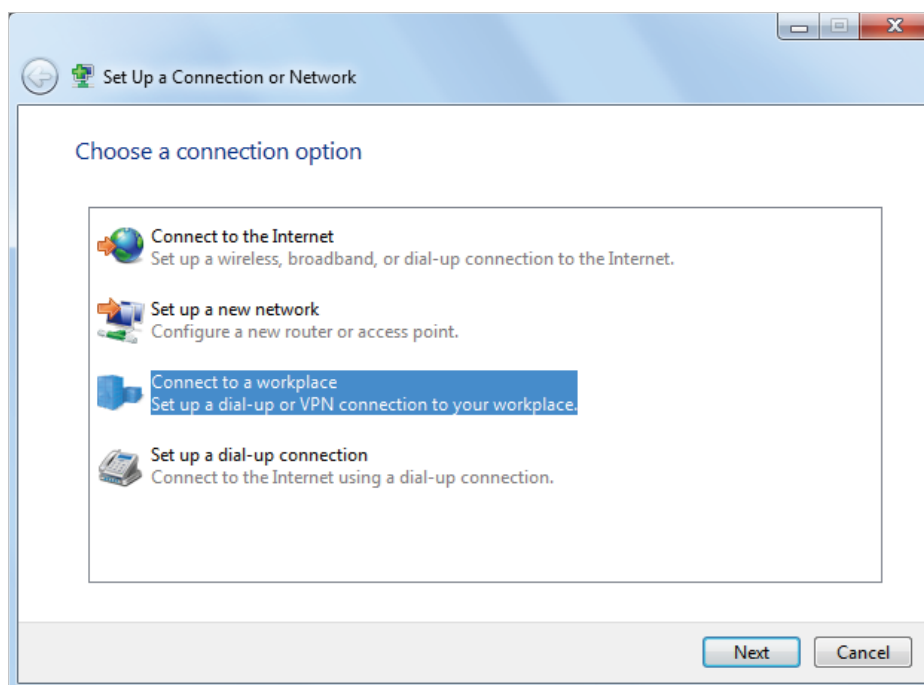 Set Up a Connection or Network
Choose a connection option
Connect to the Internet
Set up a wireless, broadband, or dial-up connection to the Internet.
Set up a new network
Configure a new router or access point.
Connect to a workplace
Set up a dial-up or VPN connection to your workplace.
Set up a dial-up connection
Connect to the Internet using a dial-up connection.
Next Cancel